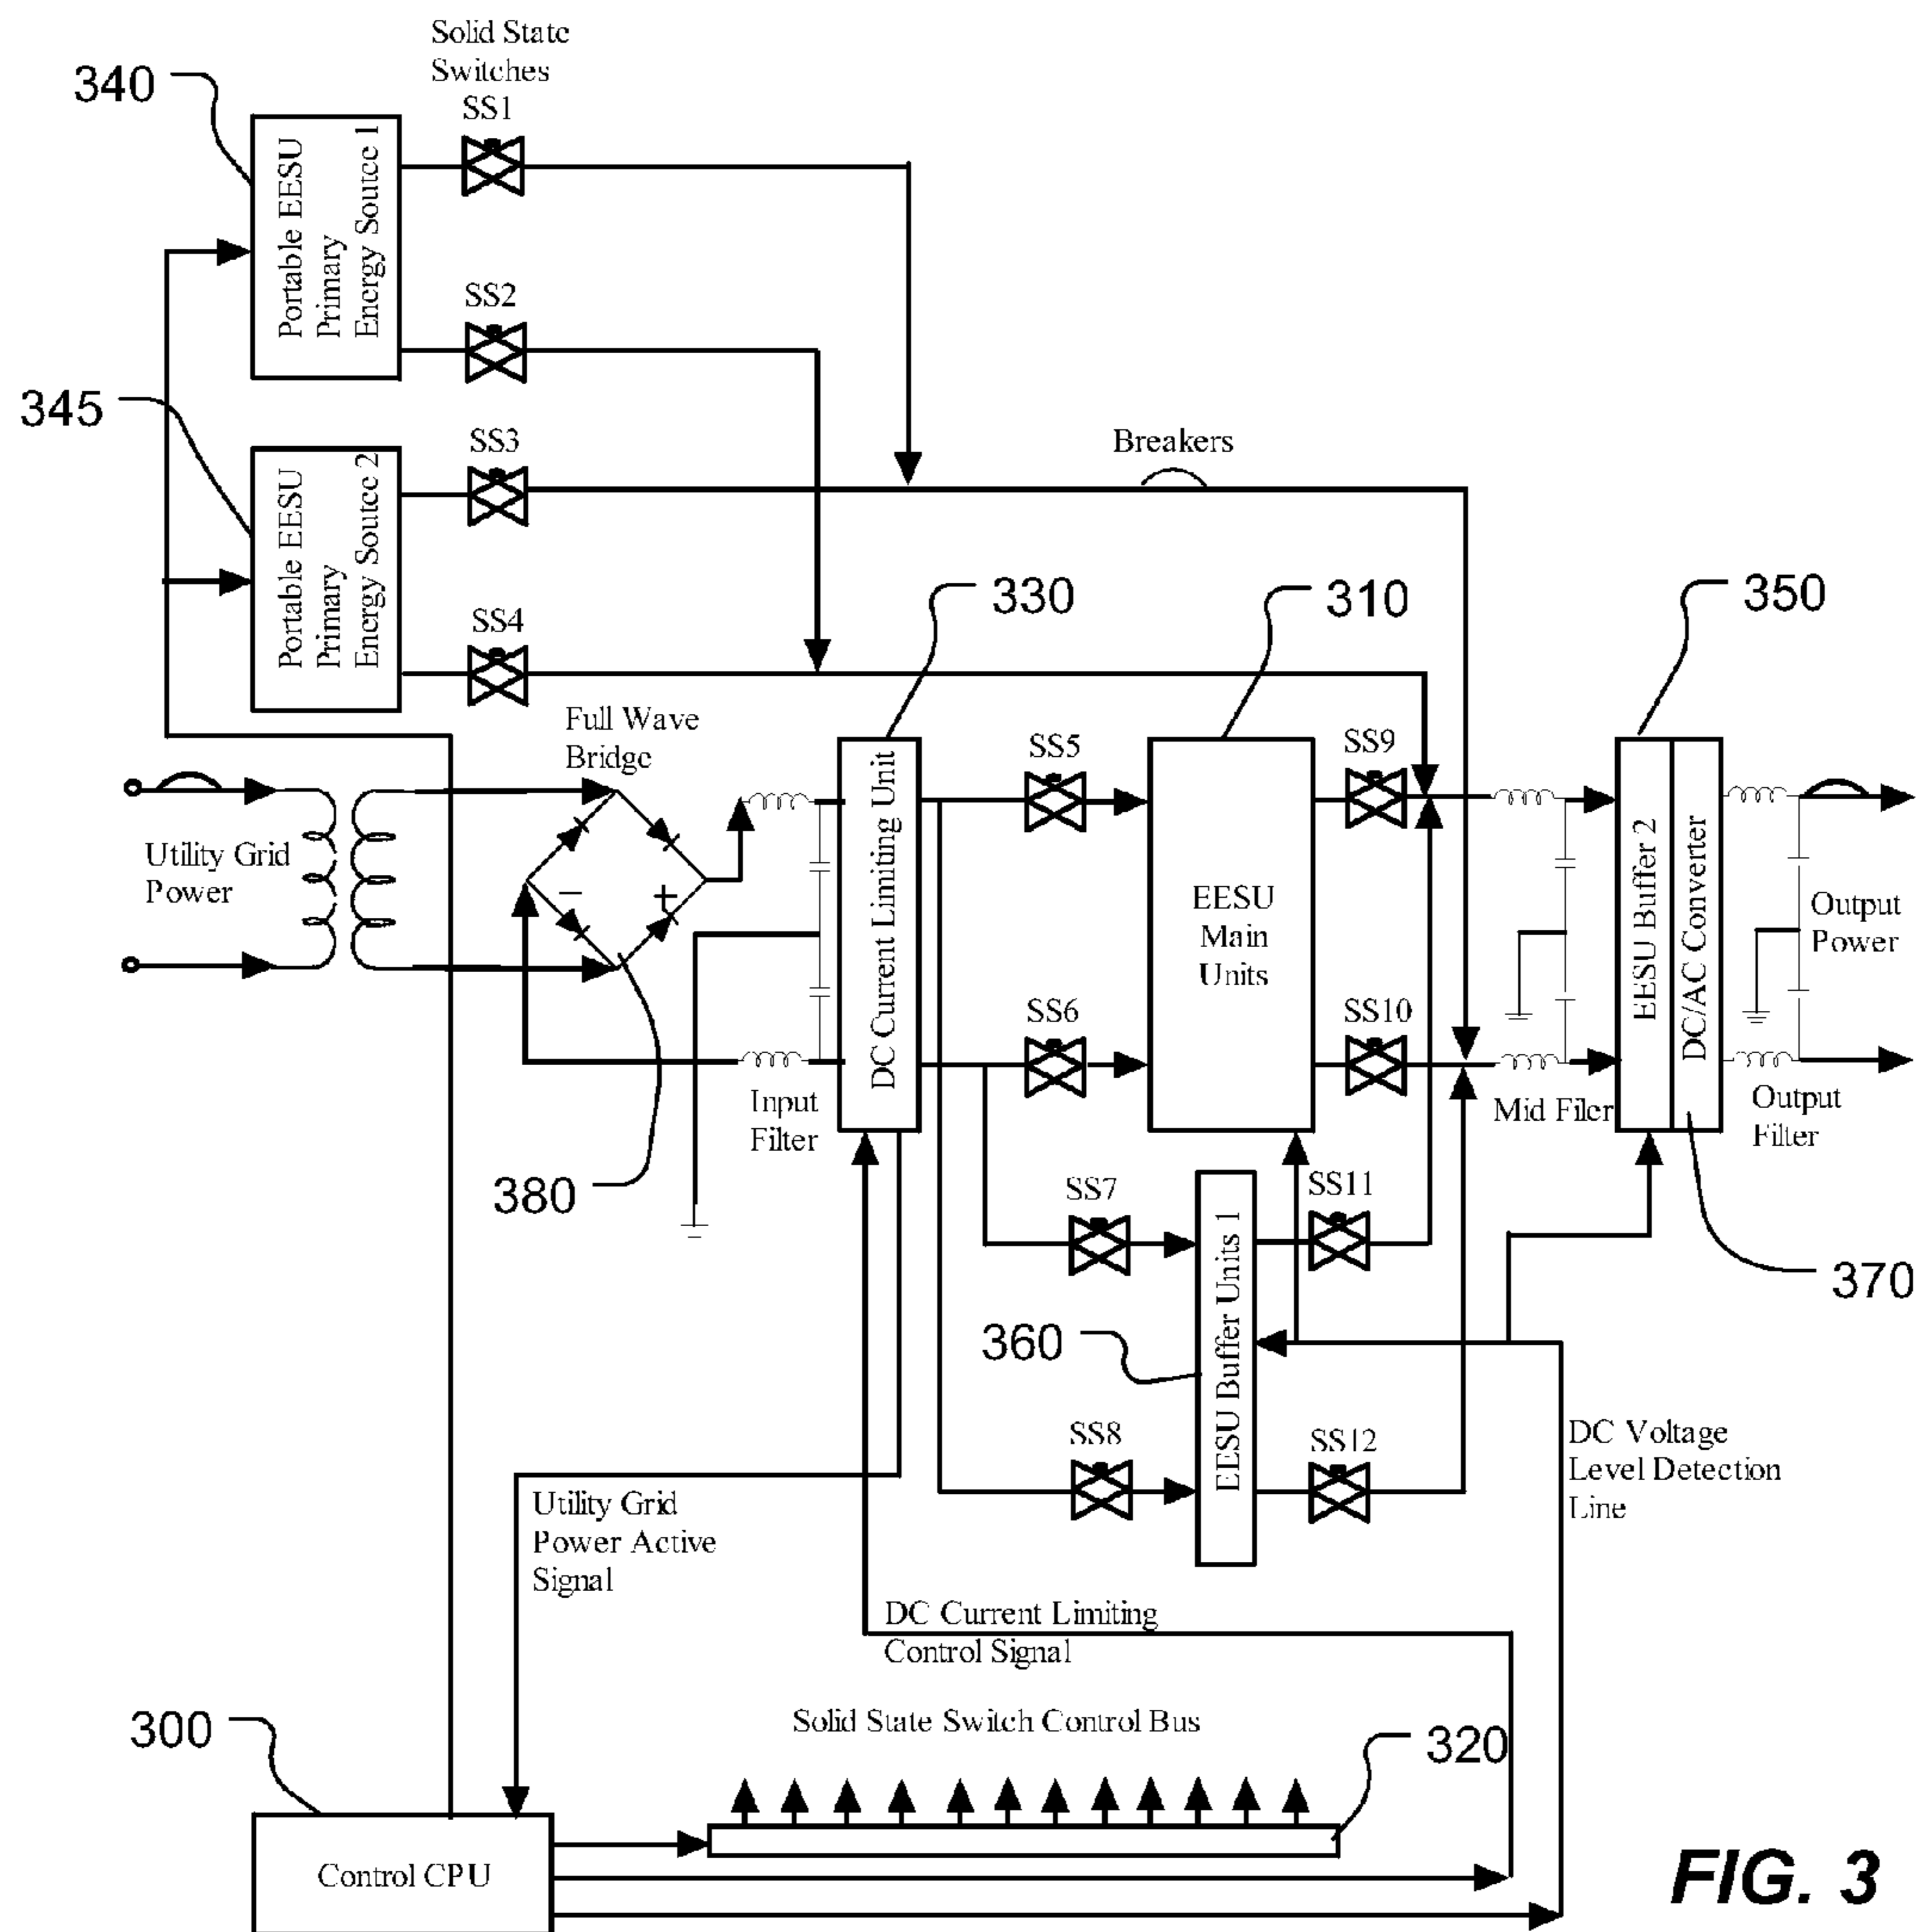 Solid State
Switches
SS1
340
Portable EESU
Primary
Energy Source 1
SS2
345
SS3
Breakers
Portable EESU
Primary
Energy Source 2
SS4
330
310
350
Full Wave
Bridge
SS5
SS9
Utility Grid
Power
−
+
DC Current Limiting Unit
EESU
Main
Units
EESU Buffer 2
DC/AC Converter
Output
Power
SS6
SS10
Input
Filter
Mid Filer
Output
Filter
380
SS7
SS11
370
360
EESU Buffer Units 1
SS8
SS12
DC Voltage
Level Detection
Line
Utility Grid
Power Active
Signal
DC Current Limiting
Control Signal
300
Solid State Switch Control Bus
320
Control CPU
FIG. 3